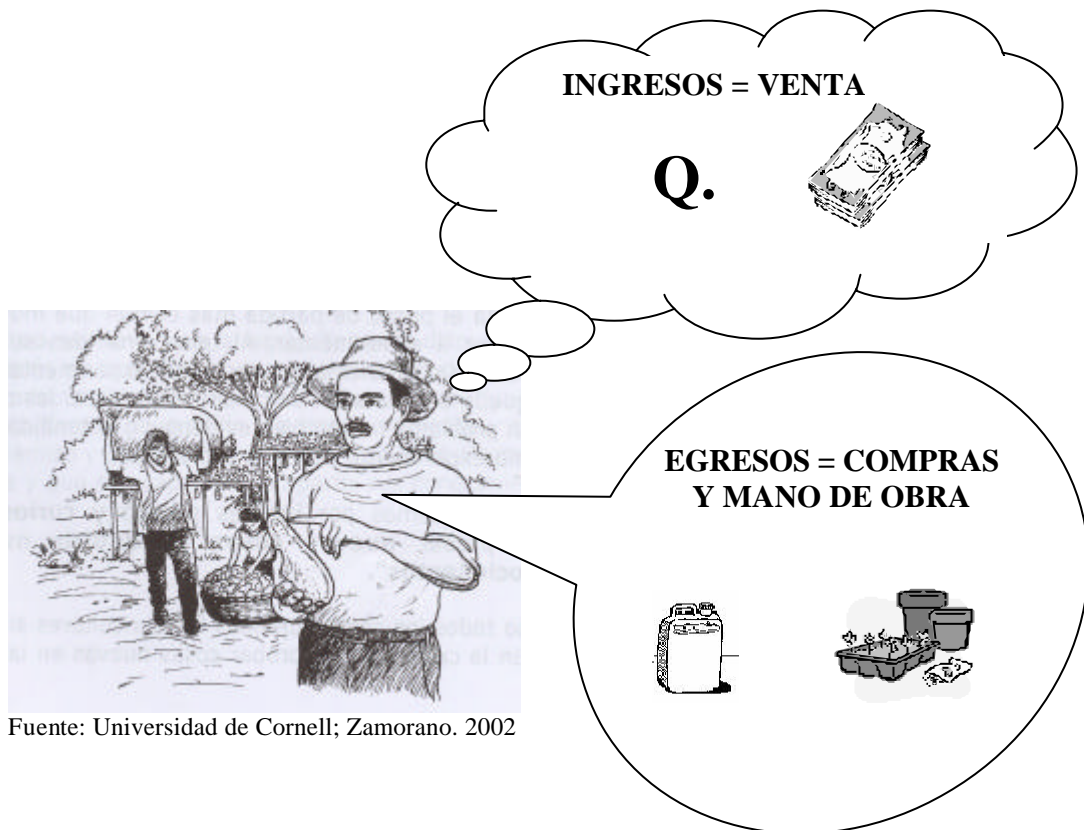 INGRESOS = VENTA
Q.
EGRESOS = COMPRAS
Y MANO DE OBRA
Fuente: Universidad de Cornell; Zamorano. 2002